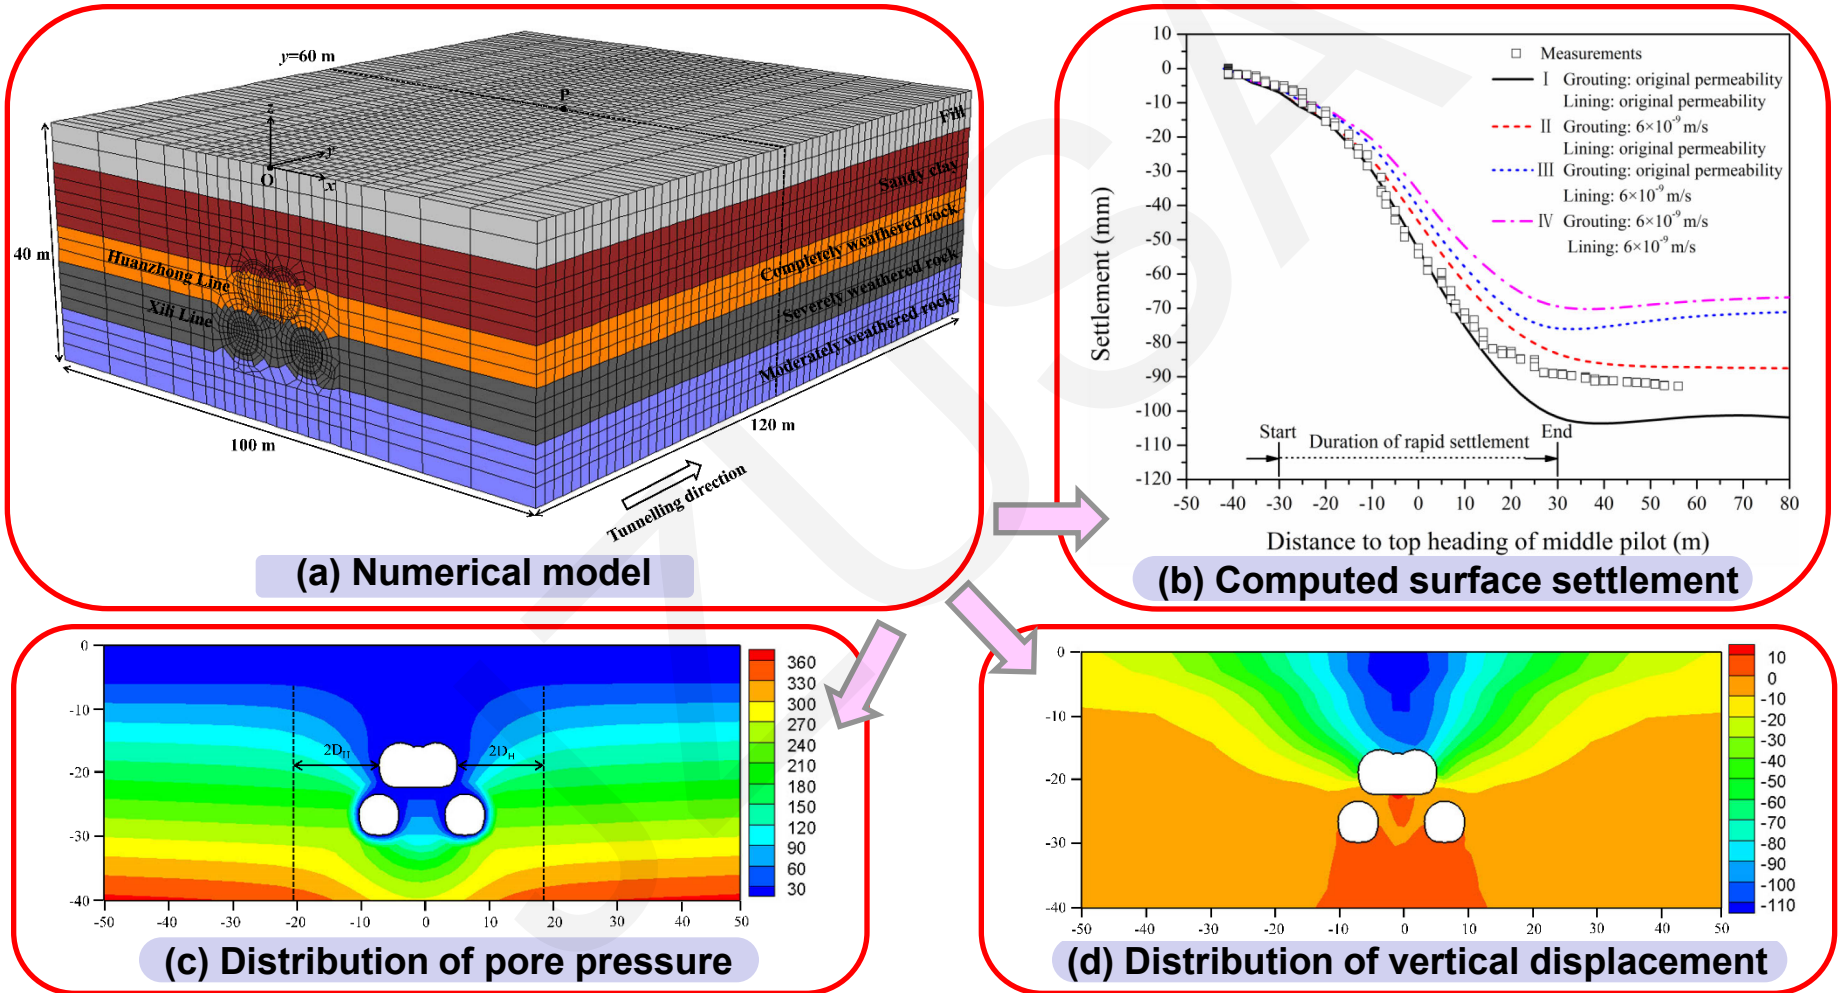 y=60 m
P
z
y
O
x
Fill
Sandy clay
Completely weathered rock
Severely weathered rock
Moderately weathered rock
Huanzhong Line
Xili Line
40 m
100 m
120 m
Tunnelling direction
(a) Numerical model
10
0
-10
-20
-30
-40
-50
-60
-70
-80
-90
-100
-110
-120
Settlement (mm)
Measurements
I Grouting: original permeability
Lining: original permeability
II Grouting: 6×10⁻⁹ m/s
Lining: original permeability
III Grouting: original permeability
Lining: 6×10⁻⁹ m/s
IV Grouting: 6×10⁻⁹ m/s
Lining: 6×10⁻⁹ m/s
Start
Duration of rapid settlement
End
-50 -40 -30 -20 -10 0 10 20 30 40 50 60 70 80
Distance to top heading of middle pilot (m)
(b) Computed surface settlement
0
-10
-20
-30
-40
2D_H
2D_H
-50 -40 -30 -20 -10 0 10 20 30 40 50
360
330
300
270
240
210
180
150
120
90
60
30
(c) Distribution of pore pressure
0
-10
-20
-30
-40
-50 -40 -30 -20 -10 0 10 20 30 40 50
10
0
-10
-20
-30
-40
-50
-60
-70
-80
-90
-100
-110
(d) Distribution of vertical displacement
JZUSA